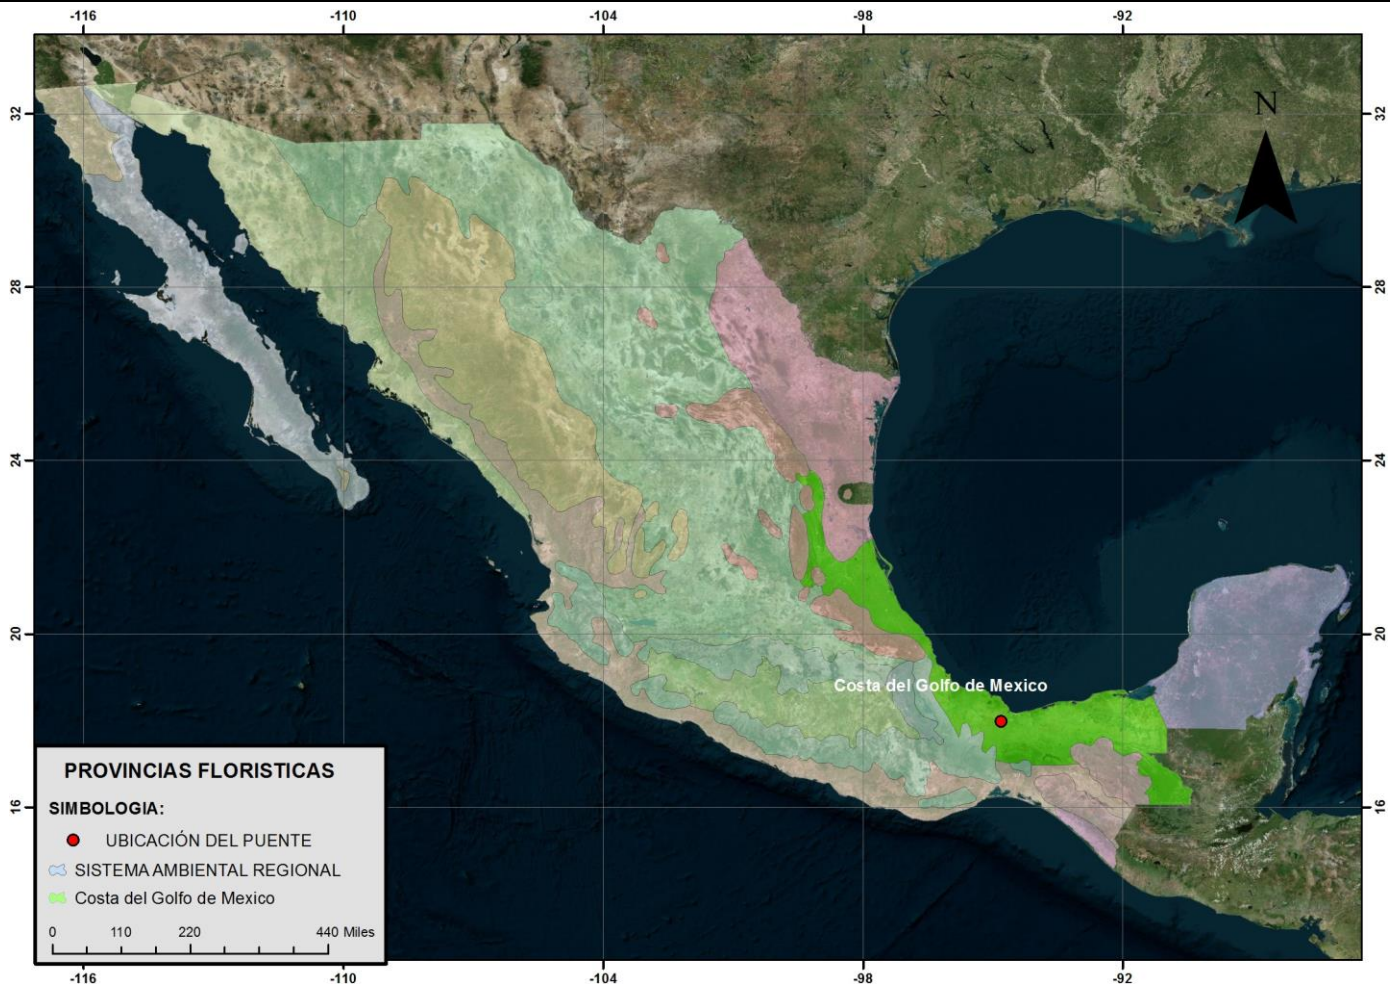 -116 -110 -104 -98 -92
N
32 32
28 28
24 24
20 20
Costa del Golfo de Mexico
16 16
PROVINCIAS FLORISTICAS
SIMBOLOGIA:
UBICACIÓN DEL PUENTE
SISTEMA AMBIENTAL REGIONAL
Costa del Golfo de Mexico
0 110 220 440 Miles
-116 -110 -104 -98 -92